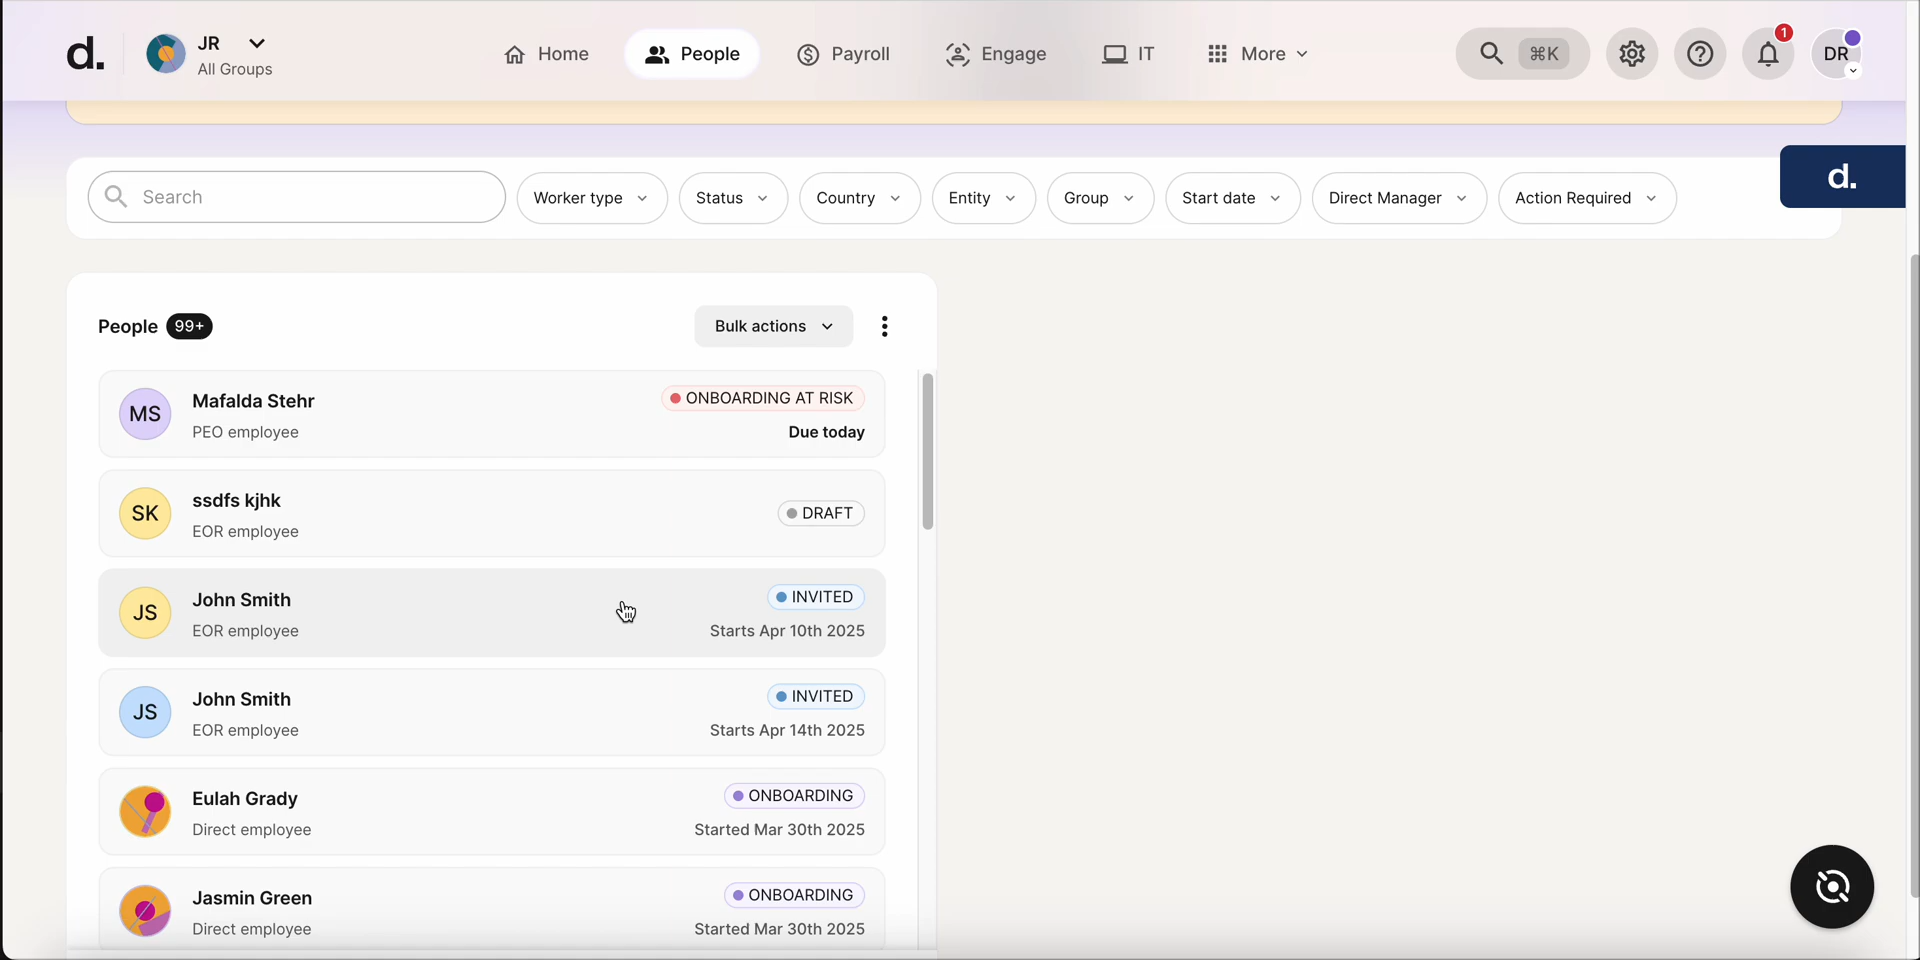 d.
JR
All Groups
Home
People
Payroll
Engage
IT
More
⌘K
1
DR
d.
Search
Worker type
Status
Country
Entity
Group
Start date
Direct Manager
Action Required
People 99+
Bulk actions
MS
Mafalda Stehr
PEO employee
ONBOARDING AT RISK
Due today
SK
ssdfs kjhk
EOR employee
DRAFT
JS
John Smith
EOR employee
INVITED
Starts Apr 10th 2025
JS
John Smith
EOR employee
INVITED
Starts Apr 14th 2025
Eulah Grady
Direct employee
ONBOARDING
Started Mar 30th 2025
Jasmin Green
Direct employee
ONBOARDING
Started Mar 30th 2025